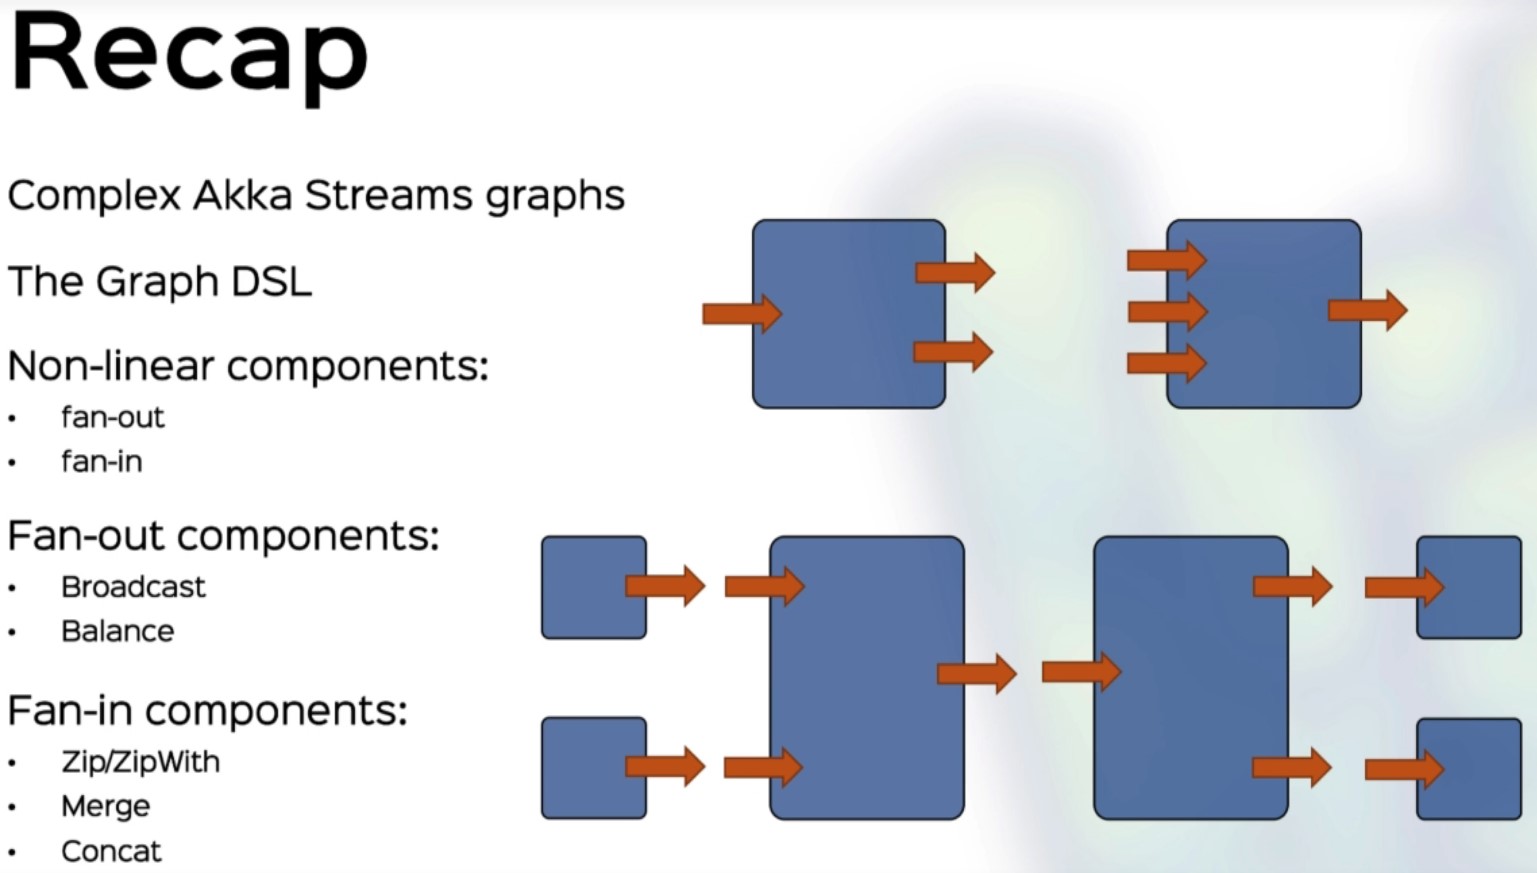 Recap
Complex Akka Streams graphs
The Graph DSL
Non-linear components:
• fan-out
• fan-in
Fan-out components:
• Broadcast
• Balance
Fan-in components:
• Zip/ZipWith
• Merge
• Concat